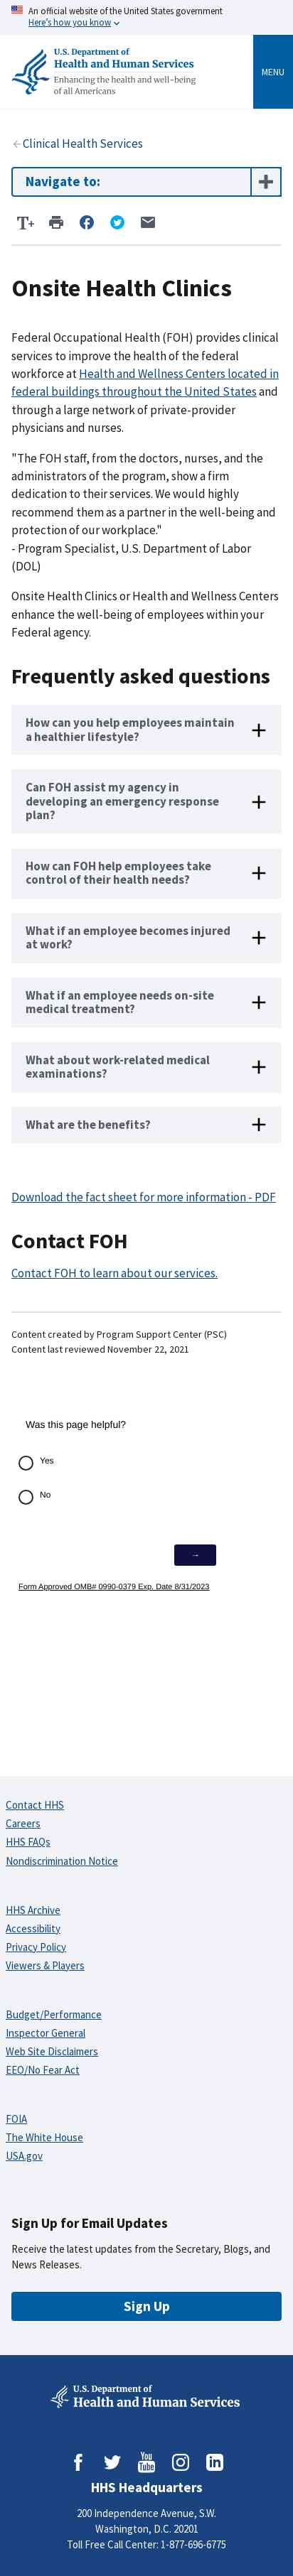 An official website of the United States government
Here's how you know
U.S. Department of
Health and Human Services
Enhancing the health and well-being
of all Americans
MENU
Clinical Health Services
Navigate to:
Onsite Health Clinics
Federal Occupational Health (FOH) provides clinical
services to improve the health of the federal
workforce at Health and Wellness Centers located in
federal buildings throughout the United States and
through a large network of private-provider
physicians and nurses.
"The FOH staff, from the doctors, nurses, and the
administrators of the program, show a firm
dedication to their services. We would highly
recommend them as a partner in the well-being and
protection of our workplace."
- Program Specialist, U.S. Department of Labor
(DOL)
Onsite Health Clinics or Health and Wellness Centers
enhance the well-being of employees within your
Federal agency.
Frequently asked questions
How can you help employees maintain
a healthier lifestyle?
Can FOH assist my agency in
developing an emergency response
plan?
How can FOH help employees take
control of their health needs?
What if an employee becomes injured
at work?
What if an employee needs on-site
medical treatment?
What about work-related medical
examinations?
What are the benefits?
Download the fact sheet for more information - PDF
Contact FOH
Contact FOH to learn about our services.
Content created by Program Support Center (PSC)
Content last reviewed November 22, 2021
Was this page helpful?
Yes
No
→
Form Approved OMB# 0990-0379 Exp. Date 8/31/2023
Contact HHS
Careers
HHS FAQs
Nondiscrimination Notice
HHS Archive
Accessibility
Privacy Policy
Viewers & Players
Budget/Performance
Inspector General
Web Site Disclaimers
EEO/No Fear Act
FOIA
The White House
USA.gov
Sign Up for Email Updates
Receive the latest updates from the Secretary, Blogs, and
News Releases.
Sign Up
U.S. Department of
Health and Human Services
HHS Headquarters
200 Independence Avenue, S.W.
Washington, D.C. 20201
Toll Free Call Center: 1-877-696-6775